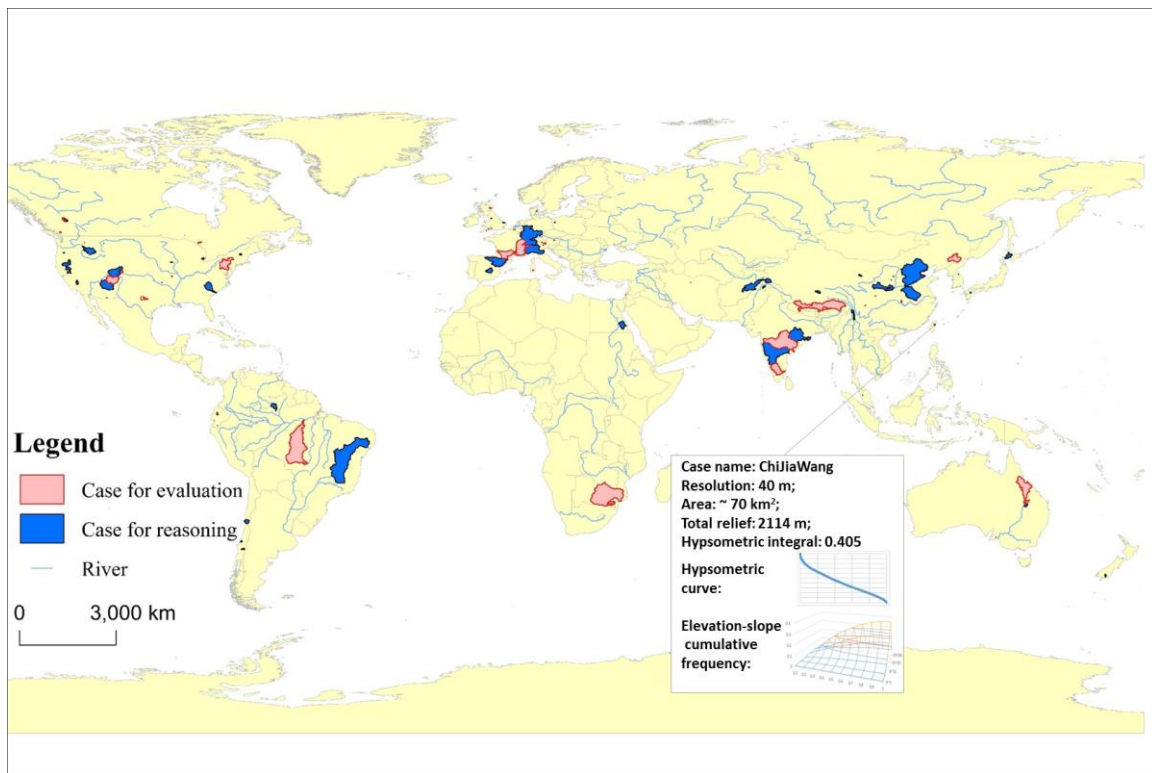 Legend
Case for evaluation
Case for reasoning
River
0 3,000 km
Case name: ChiJiaWang
Resolution: 40 m;
Area: ~ 70 km²;
Total relief: 2114 m;
Hypsometric integral: 0.405
Hypsometric
curve:
Elevation-slope
cumulative
frequency: